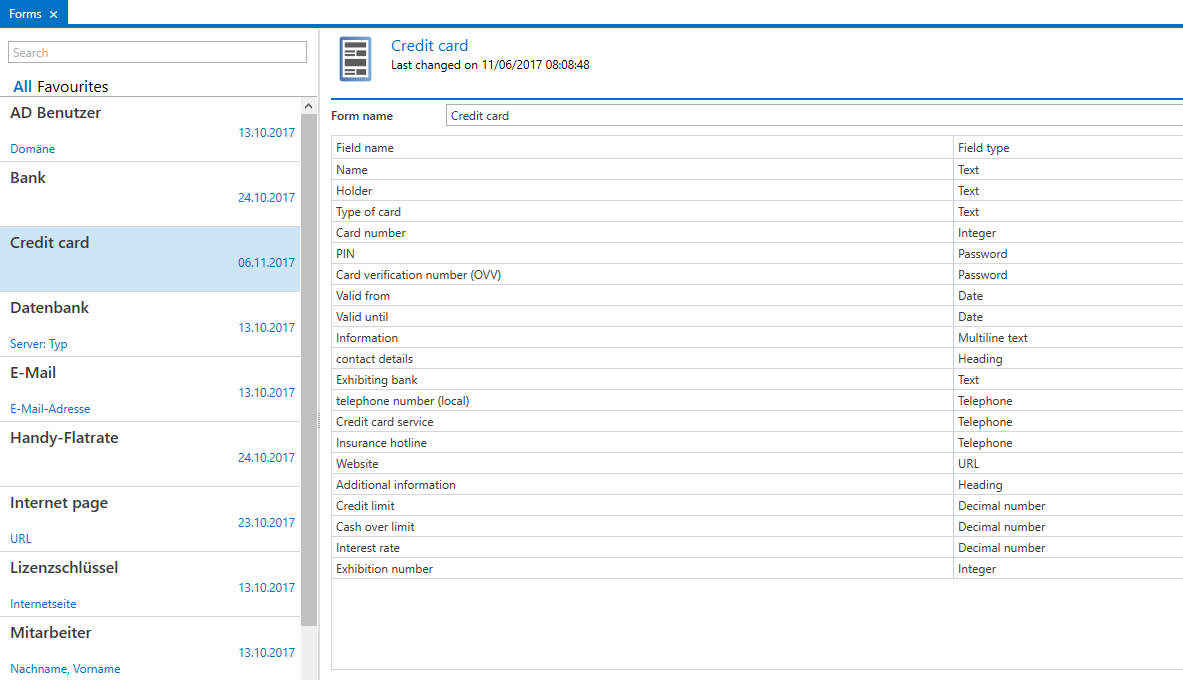 Forms ×
Search
All Favourites
AD Benutzer
13.10.2017
Domäne
Bank
24.10.2017
Credit card
06.11.2017
Datenbank
13.10.2017
Server: Typ
E-Mail
13.10.2017
E-Mail-Adresse
Handy-Flatrate
24.10.2017
Internet page
23.10.2017
URL
Lizenzschlüssel
13.10.2017
Internetseite
Mitarbeiter
13.10.2017
Nachname, Vorname
Credit card
Last changed on 11/06/2017 08:08:48
Form name Credit card
Field name Field type
Name Text
Holder Text
Type of card Text
Card number Integer
PIN Password
Card verification number (OVV) Password
Valid from Date
Valid until Date
Information Multiline text
contact details Heading
Exhibiting bank Text
telephone number (local) Telephone
Credit card service Telephone
Insurance hotline Telephone
Website URL
Additional information Heading
Credit limit Decimal number
Cash over limit Decimal number
Interest rate Decimal number
Exhibition number Integer